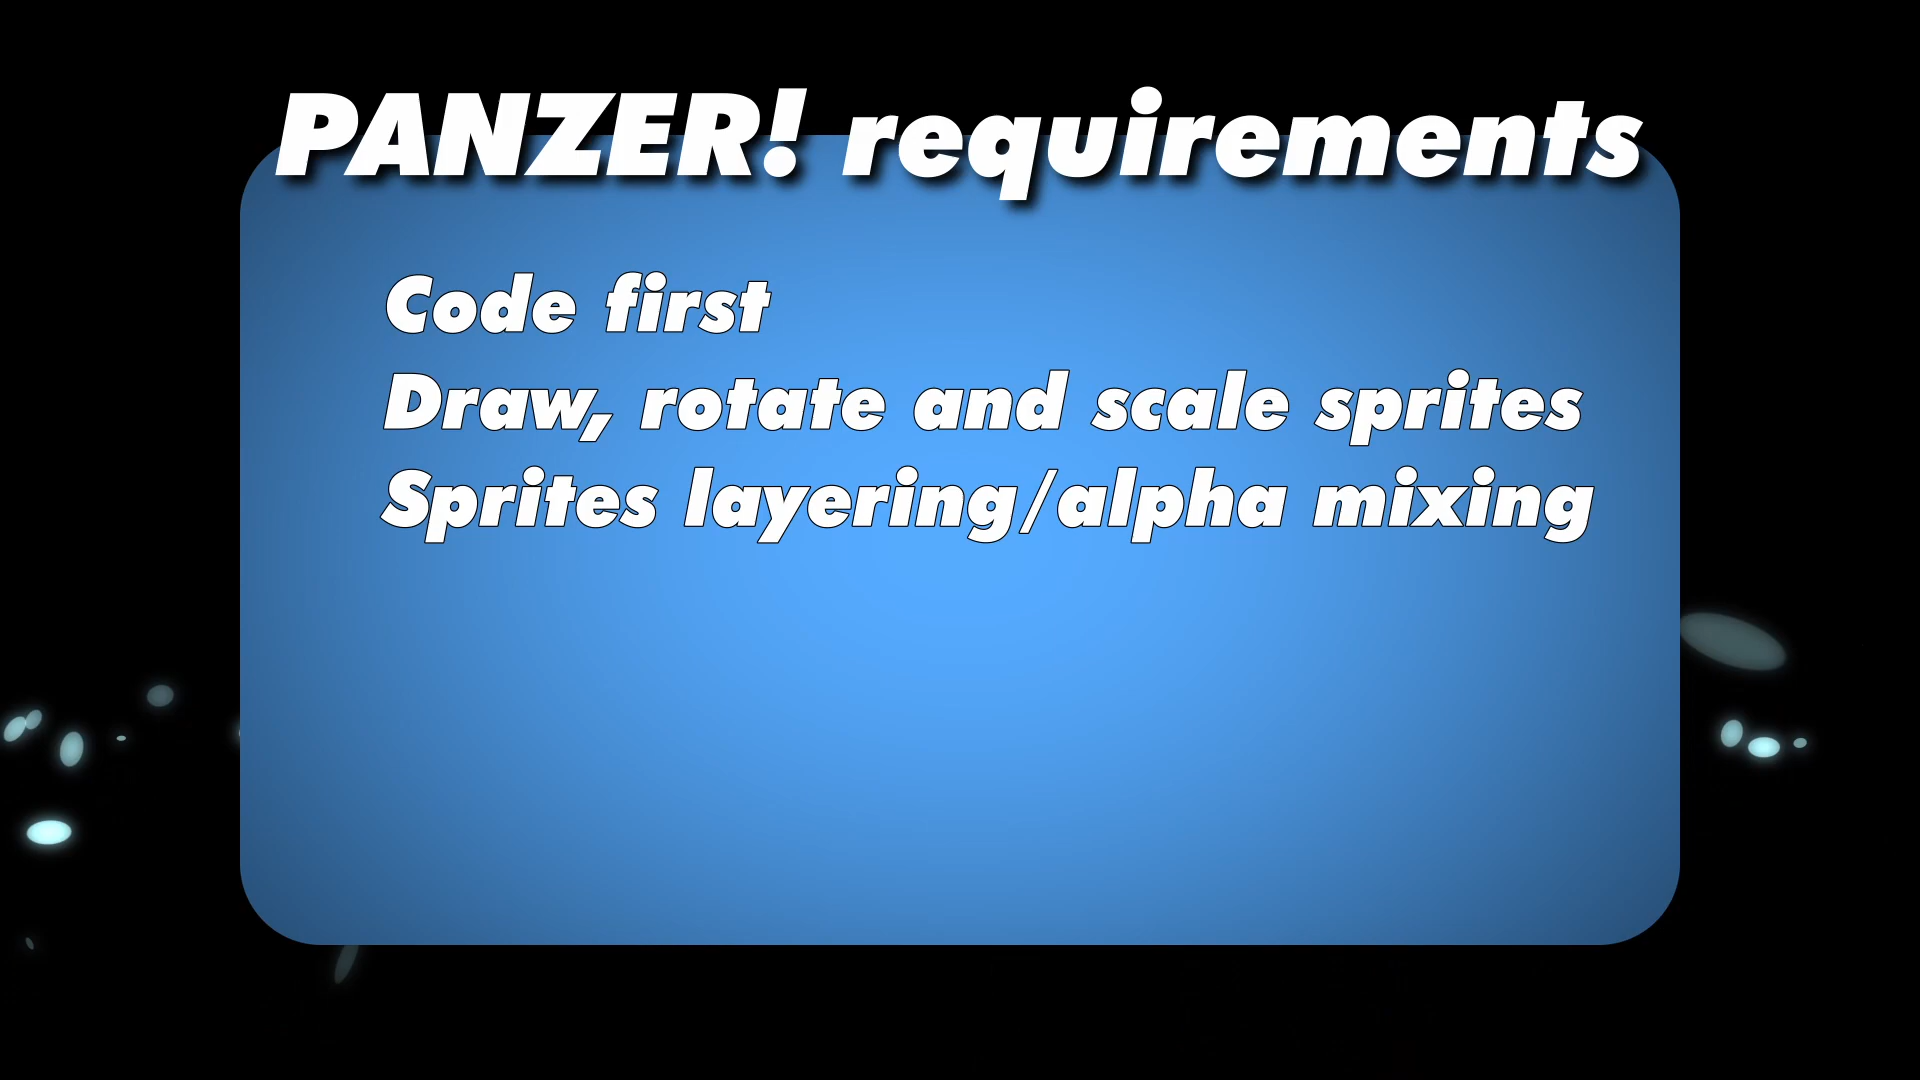 PANZER! requirements
Code first
Draw, rotate and scale sprites
Sprites layering/alpha mixing